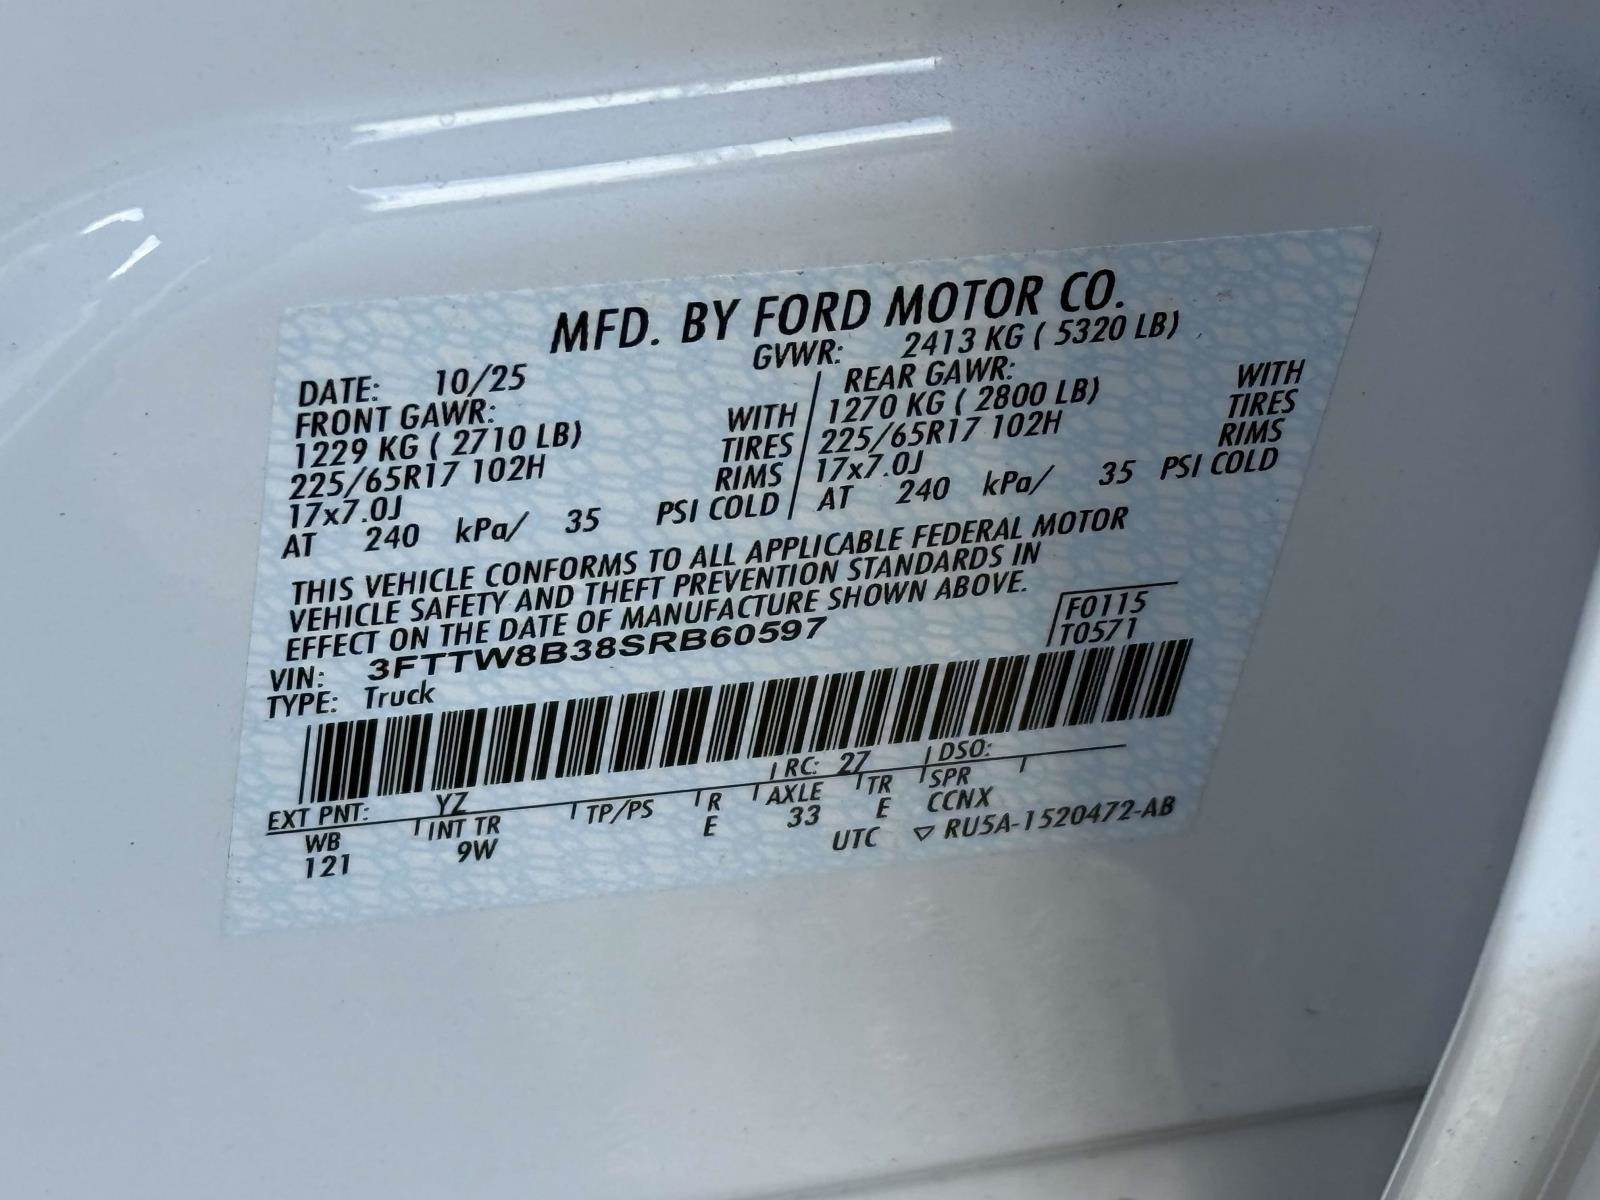 MFD. BY FORD MOTOR CO.
DATE: 10/25 GVWR: 2413 KG ( 5320 LB)
FRONT GAWR: REAR GAWR:
1229 KG ( 2710 LB) WITH 1270 KG ( 2800 LB) WITH
225/65R17 102H TIRES 225/65R17 102H TIRES
17x7.0J RIMS 17x7.0J RIMS
AT 240 kPa/ 35 PSI COLD AT 240 kPa/ 35 PSI COLD
THIS VEHICLE CONFORMS TO ALL APPLICABLE FEDERAL MOTOR
VEHICLE SAFETY AND THEFT PREVENTION STANDARDS IN
EFFECT ON THE DATE OF MANUFACTURE SHOWN ABOVE.
VIN: 3FTTW8B38SRB60597 F0115
TYPE: Truck T0571
EXT PNT: YZ RC: 27 DSO:
WB INT TR TP/PS R AXLE TR SPR
121 9W E 33 E CCNX
UTC ▽ RU5A-1520472-AB